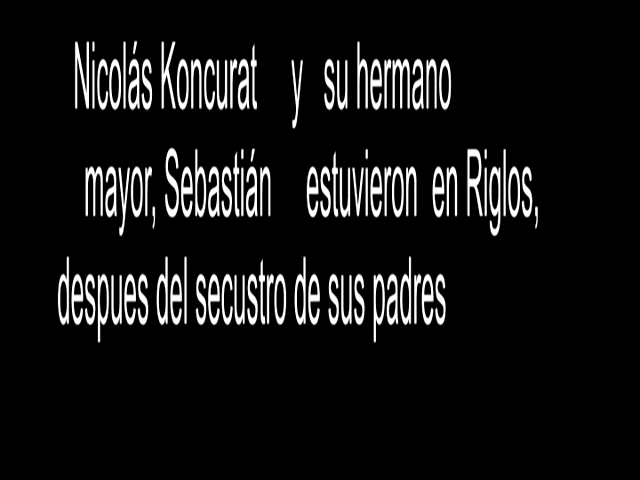 Nicolás Koncurat y su hermano
mayor, Sebastián estuvieron en Riglos,
despues del secustro de sus padres